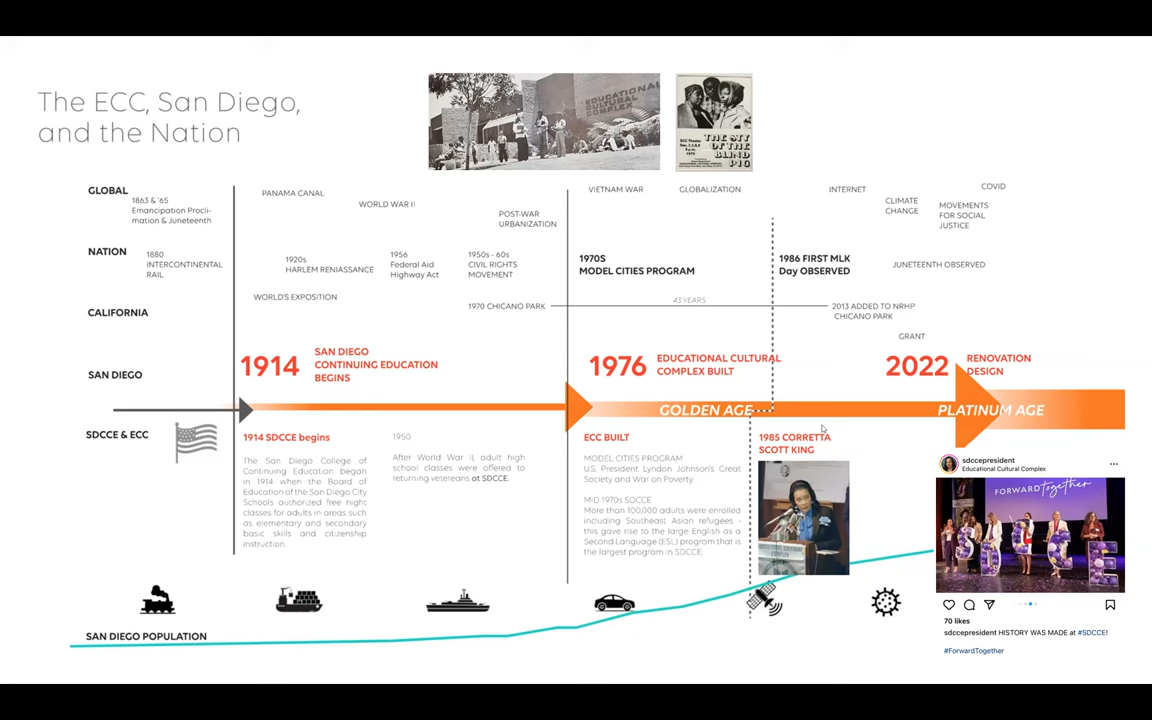 The ECC, San Diego,
and the Nation
EDUCATIONAL
CULTURAL
COMPLEX
ECC Theatre
THE STY
OF THE
BLIND
PIG
GLOBAL
1863 & '65
Emancipation Procli-
mation & Juneteenth
PANAMA CANAL
WORLD WAR II
POST-WAR
URBANIZATION
VIETNAM WAR
GLOBALIZATION
INTERNET
CLIMATE
CHANGE
COVID
MOVEMENTS
FOR SOCIAL
JUSTICE
NATION
1880
INTERCONTINENTAL
RAIL
1920s
HARLEM RENIASSANCE
1956
Federal Aid
Highway Act
1950s - 60s
CIVIL RIGHTS
MOVEMENT
1970S
MODEL CITIES PROGRAM
1986 FIRST MLK
Day OBSERVED
JUNETEENTH OBSERVED
CALIFORNIA
WORLD'S EXPOSITION
1970 CHICANO PARK
43 YEARS
2013 ADDED TO NRHP
CHICANO PARK
GRANT
SAN DIEGO
1914
SAN DIEGO
CONTINUING EDUCATION
BEGINS
1976
EDUCATIONAL CULTURAL
COMPLEX BUILT
2022
RENOVATION
DESIGN
GOLDEN AGE
PLATINUM AGE
SDCCE & ECC
1914 SDCCE begins
The San Diego College of
Continuing Education began
in 1914 when the Board of
Education of the San Diego City
Schools authorized free night
classes for adults in areas such
as elementary and secondary
basic skills and citizenship
instruction.
1950
After World War II, adult high
school classes were offered to
returning vetereans at SDCCE.
ECC BUILT
MODEL CITIES PROGRAM
U.S. President Lyndon Johnson's Great
Society and War on Poverty.
MID 1970s SDCCE
More than 100,000 adults were enrolled
including Southeast Asian refugees -
this gave rise to the large English as a
Second Language (ESL) program that is
the largest program in SDCCE.
1985 CORRETTA
SCOTT KING
sdccepresident
Educational Cultural Complex
FORWARD Together
S D C C E
70 likes
sdccepresident HISTORY WAS MADE at #SDCCE!
#ForwardTogether
SAN DIEGO POPULATION